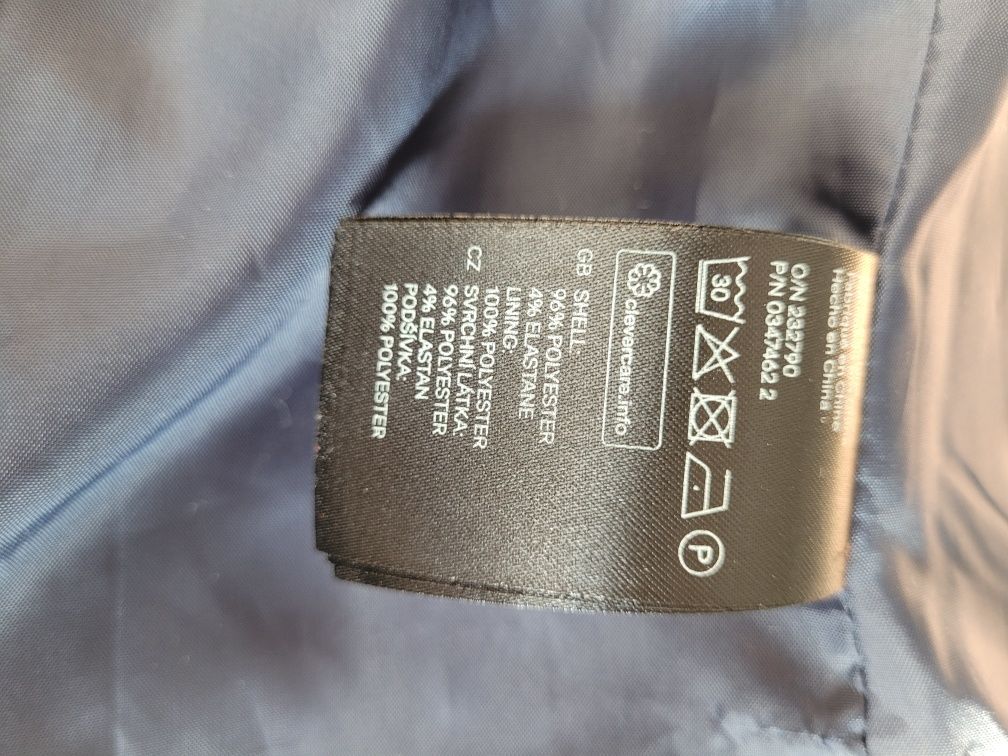 Hecho en China
O/N 232790
P/N 0347462 2
30
P
clevercare.info
GB SHELL:
96% POLYESTER
4% ELASTANE
LINING:
100% POLYESTER
CZ SVRCHNÍ LÁTKA:
96% POLYESTER
4% ELASTAN
PODŠÍVKA:
100% POLYESTER